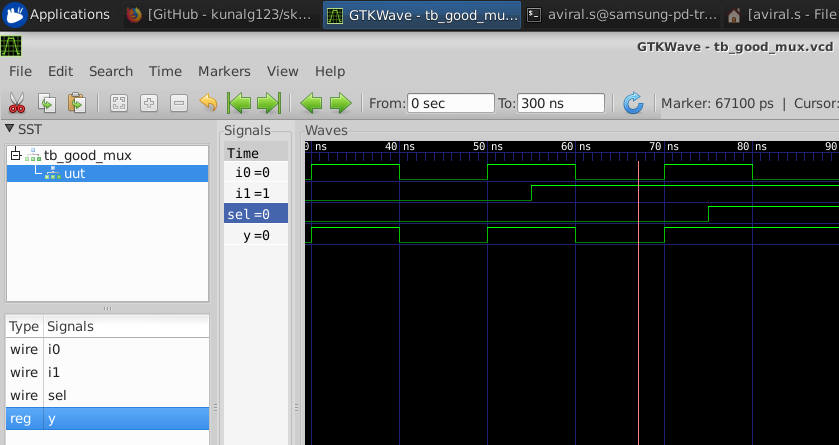 Applications [GitHub - kunalg123/sk... GTKWave - tb_good_mu... aviral.s@samsung-pd-tr... [aviral.s - File
GTKWave - tb_good_mux.vcd
File Edit Search Time Markers View Help
From: 0 sec To: 300 ns Marker: 67100 ps | Cursor:
SST
Signals
Waves
tb_good_mux
uut
Time
0 ns 40 ns 50 ns 60 ns 70 ns 80 ns 90
i0=0
i1=1
sel=0
y=0
Type Signals
wire i0
wire i1
wire sel
reg y